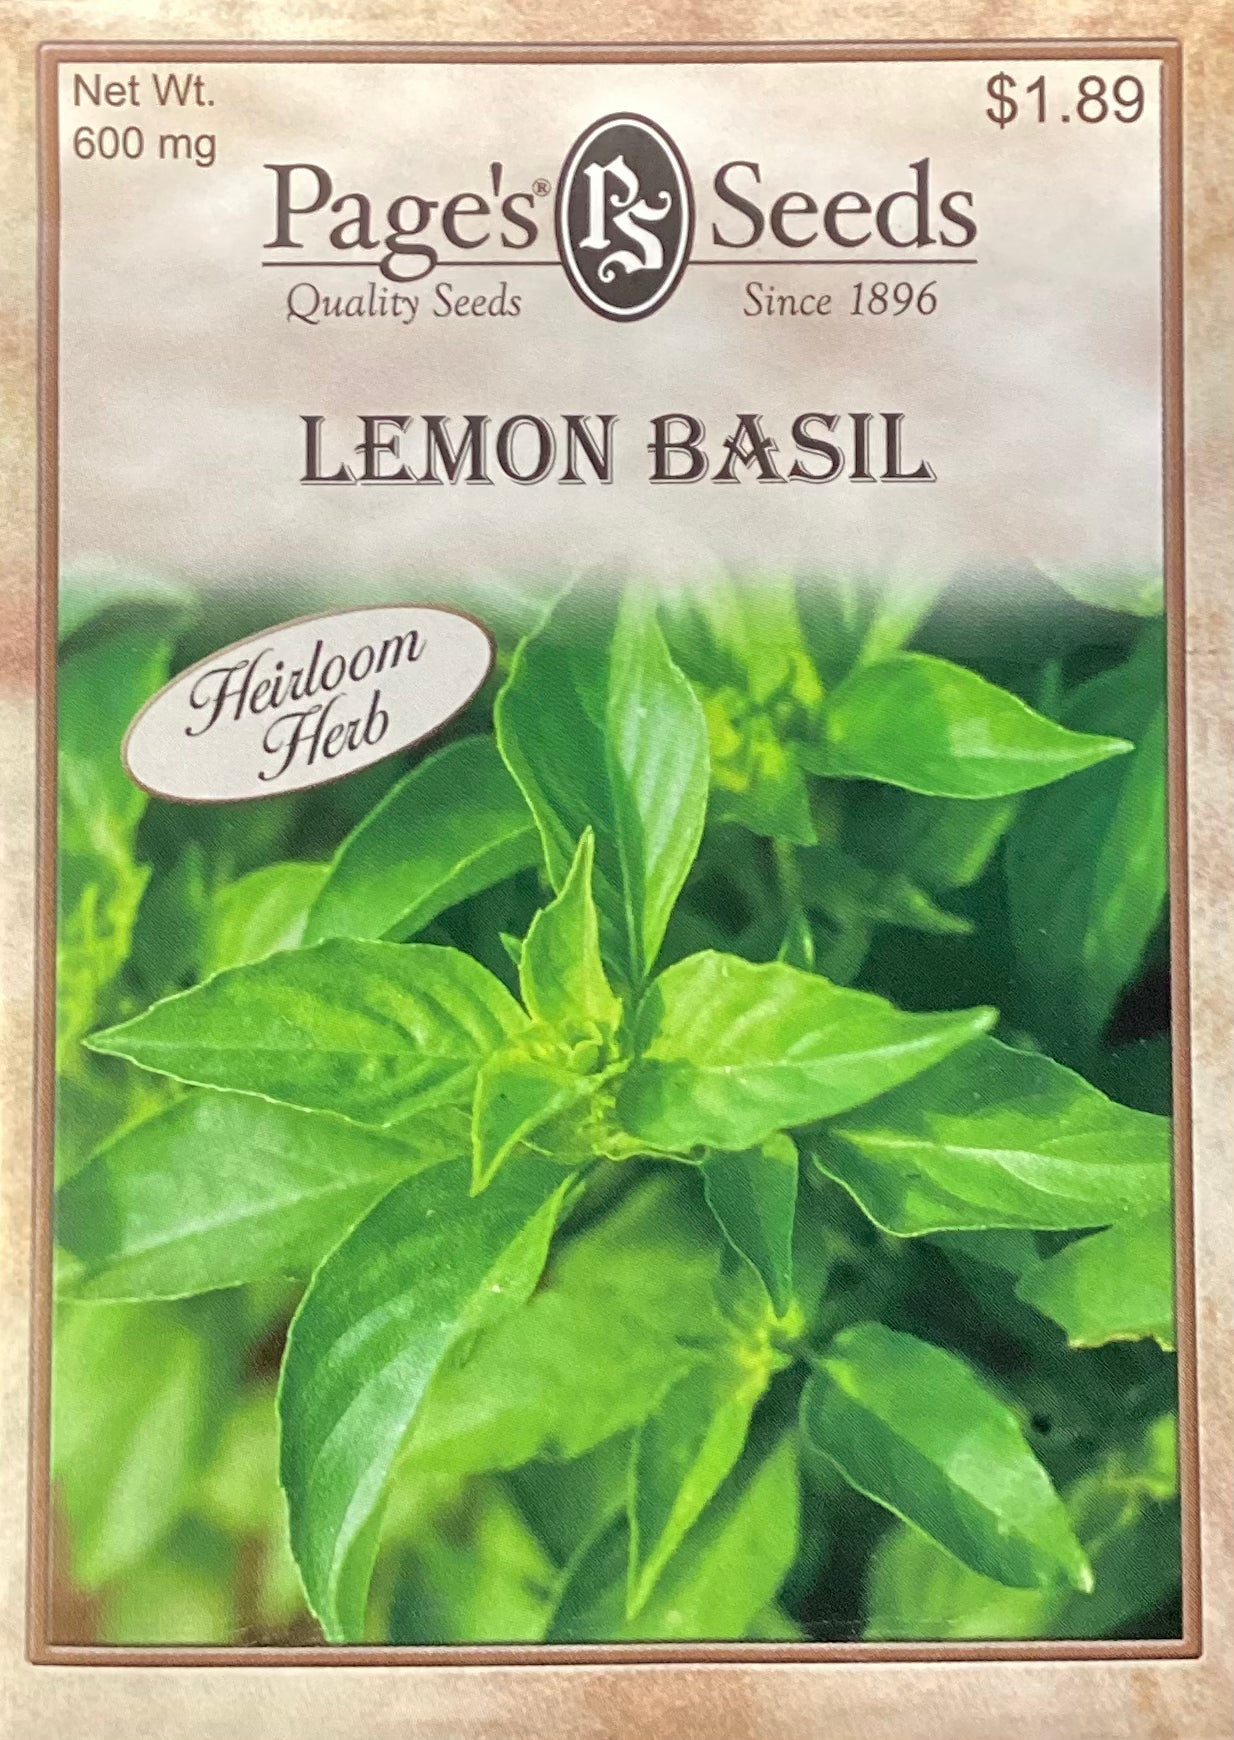 Net Wt.
600 mg
$1.89
Page's® PS Seeds
Quality Seeds
Since 1896
LEMON BASIL
Heirloom
Herb